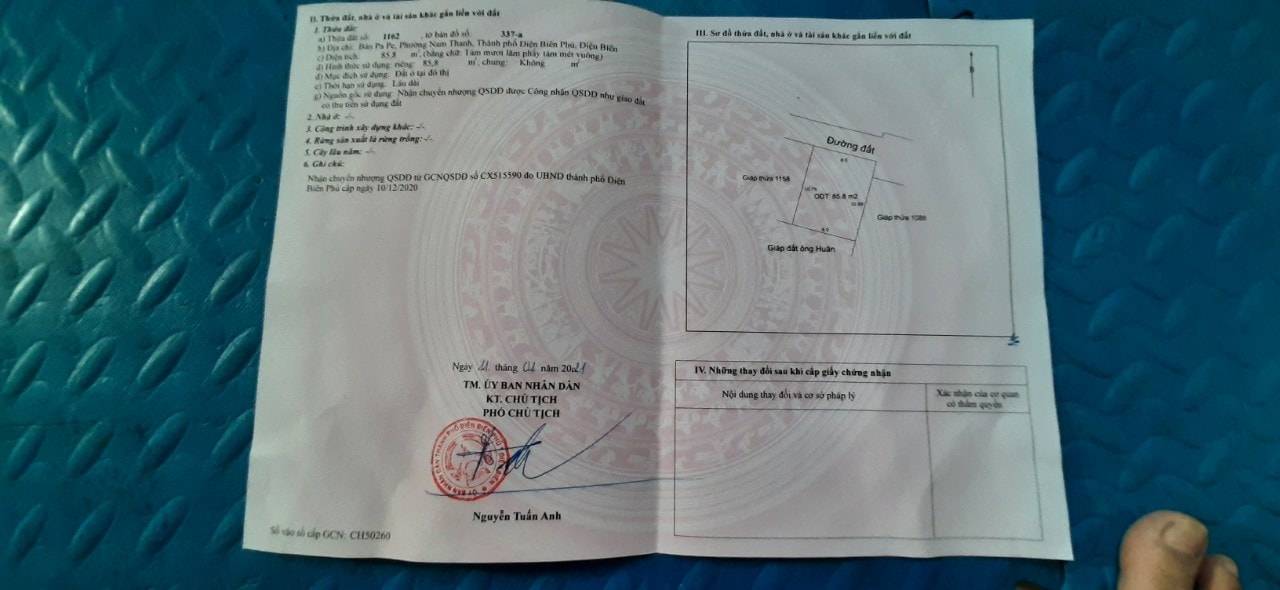 II. Thửa đất, nhà ở và tài sản khác gắn liền với đất
1. Thửa đất:
a) Thửa đất số: 1162 , tờ bản đồ số: 337-a
b) Địa chỉ: Bản Pa Pe, Phường Nam Thanh, Thành phố Điện Biên Phủ, Điện Biên
c) Diện tích: 85,8 m², (bằng chữ: Tám mươi lăm phẩy tám mét vuông)
d) Hình thức sử dụng: riêng: 85,8 m²; chung: Không m²
đ) Mục đích sử dụng: Đất ở tại đô thị
e) Thời hạn sử dụng: Lâu dài
g) Nguồn gốc sử dụng: Nhận chuyển nhượng QSDĐ được Công nhận QSDĐ như giao đất
có thu tiền sử dụng đất
2. Nhà ở: -/-.
3. Công trình xây dựng khác: -/-.
4. Rừng sản xuất là rừng trồng: -/-.
5. Cây lâu năm: -/-.
6. Ghi chú:
Nhận chuyển nhượng QSDĐ từ GCNQSDĐ số CX515590 do UBND thành phố Điện
Biên Phủ cấp ngày 10/12/2020
Ngày 21 tháng 01 năm 2021
TM. ỦY BAN NHÂN DÂN
KT. CHỦ TỊCH
PHÓ CHỦ TỊCH
Nguyễn Tuấn Anh
Số vào sổ cấp GCN: CH50260
III. Sơ đồ thửa đất, nhà ở và tài sản khác gắn liền với đất
Đường đất
8.0
Giáp thửa 1158
ODT 85.8 m2
Giáp thửa 1086
8.0
Giáp đất ông Huân
IV. Những thay đổi sau khi cấp giấy chứng nhận
Nội dung thay đổi và cơ sở pháp lý
Xác nhận của cơ quan
có thẩm quyền